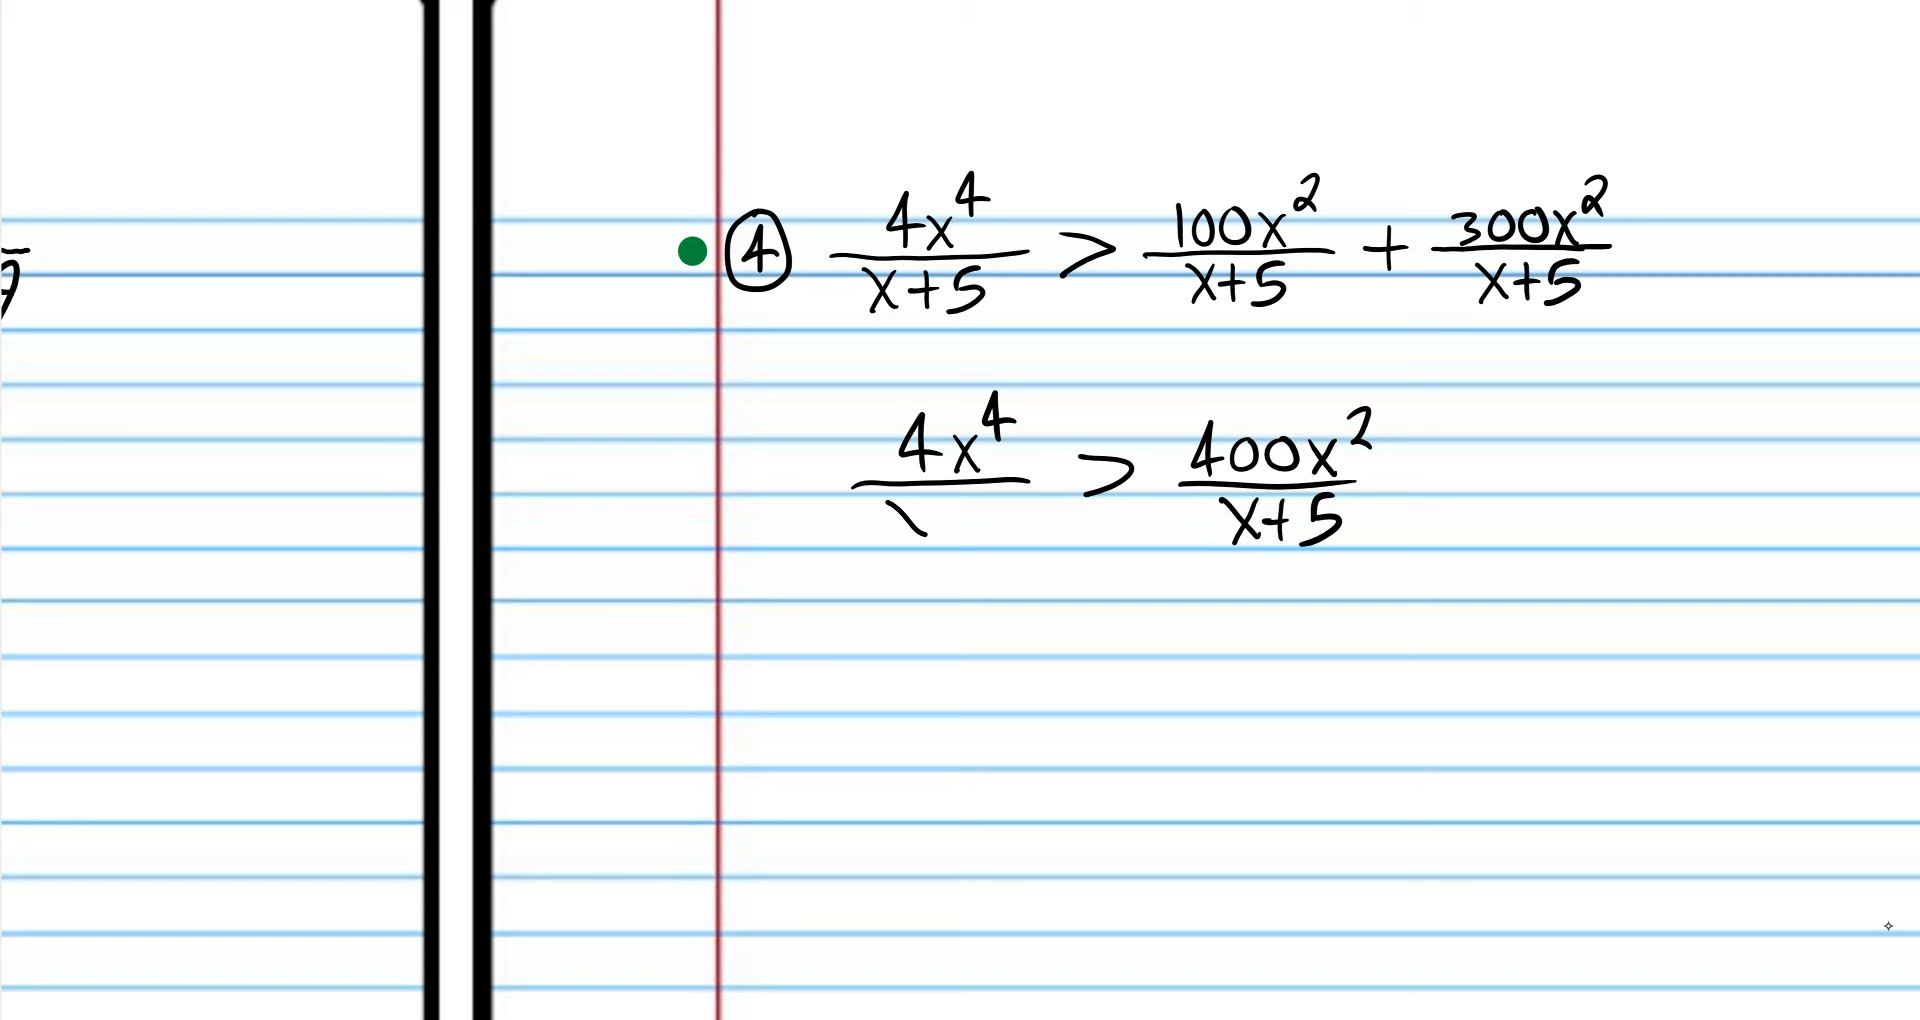 ④ 4x⁴/(x+5) > 100x²/(x+5) + 300x²/(x+5)
4x⁴/ > 400x²/(x+5)